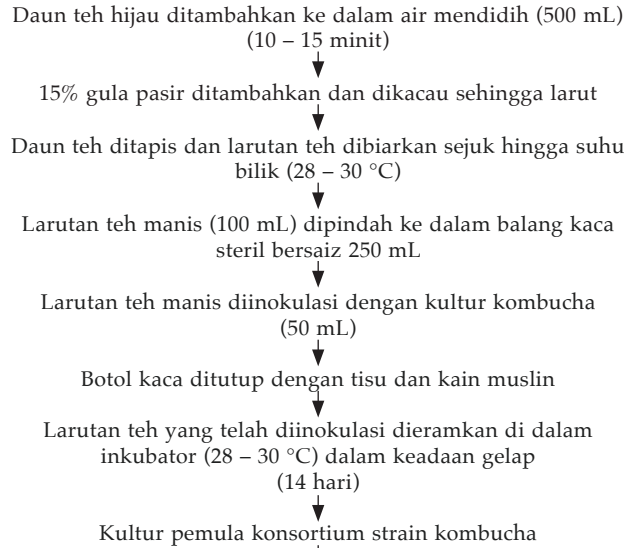 Daun teh hijau ditambahkan ke dalam air mendidih (500 mL)
(10 – 15 minit)
15% gula pasir ditambahkan dan dikacau sehingga larut
Daun teh ditapis dan larutan teh dibiarkan sejuk hingga suhu
bilik (28 – 30 °C)
Larutan teh manis (100 mL) dipindah ke dalam balang kaca
steril bersaiz 250 mL
Larutan teh manis diinokulasi dengan kultur kombucha
(50 mL)
Botol kaca ditutup dengan tisu dan kain muslin
Larutan teh yang telah diinokulasi dieramkan di dalam
inkubator (28 – 30 °C) dalam keadaan gelap
(14 hari)
Kultur pemula konsortium strain kombucha